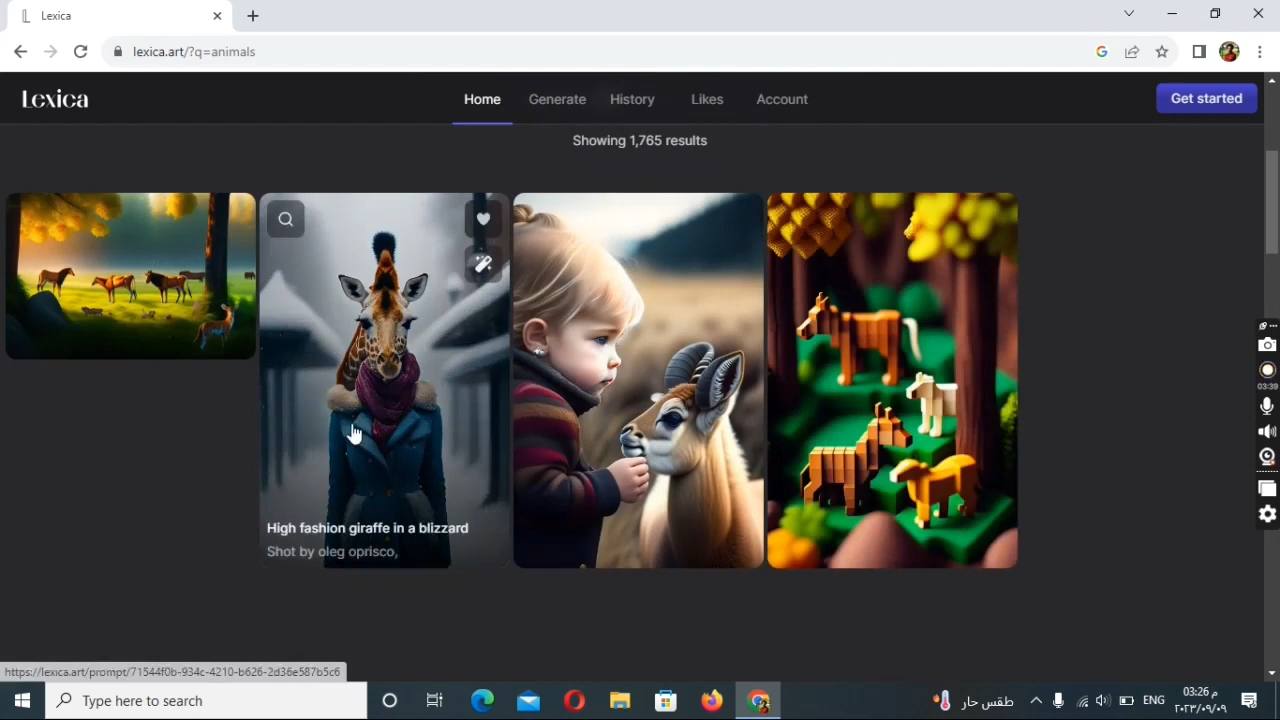 Lexica
lexica.art/?q=animals
Lexica
Home
Generate
History
Likes
Account
Get started
Showing 1,765 results
High fashion giraffe in a blizzard
Shot by oleg oprisco,
03:39
https://lexica.art/prompt/71544f0b-934c-4210-b626-2d36e587b5c6
Type here to search
طقس حار
ENG
03:26 م
٢٠٢٣/٠٩/٠٩